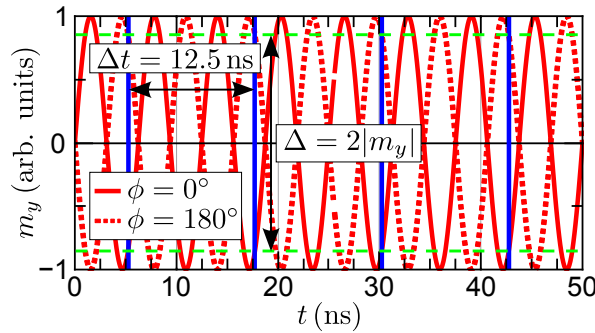 1
Δt = 12.5 ns
Δ = 2|m_y|
0
ϕ = 0°
ϕ = 180°
−1
m_y (arb. units)
0 10 20 30 40 50
t (ns)